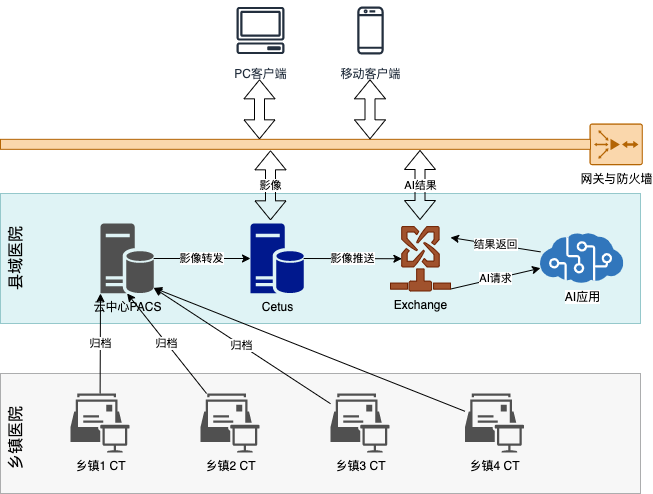 PC客户端
移动客户端
网关与防火墙
影像
AI结果
县域医院
影像转发
影像推送
结果返回
AI请求
云中心PACS
Cetus
Exchange
AI应用
归档
归档
归档
乡镇医院
乡镇1 CT
乡镇2 CT
乡镇3 CT
乡镇4 CT